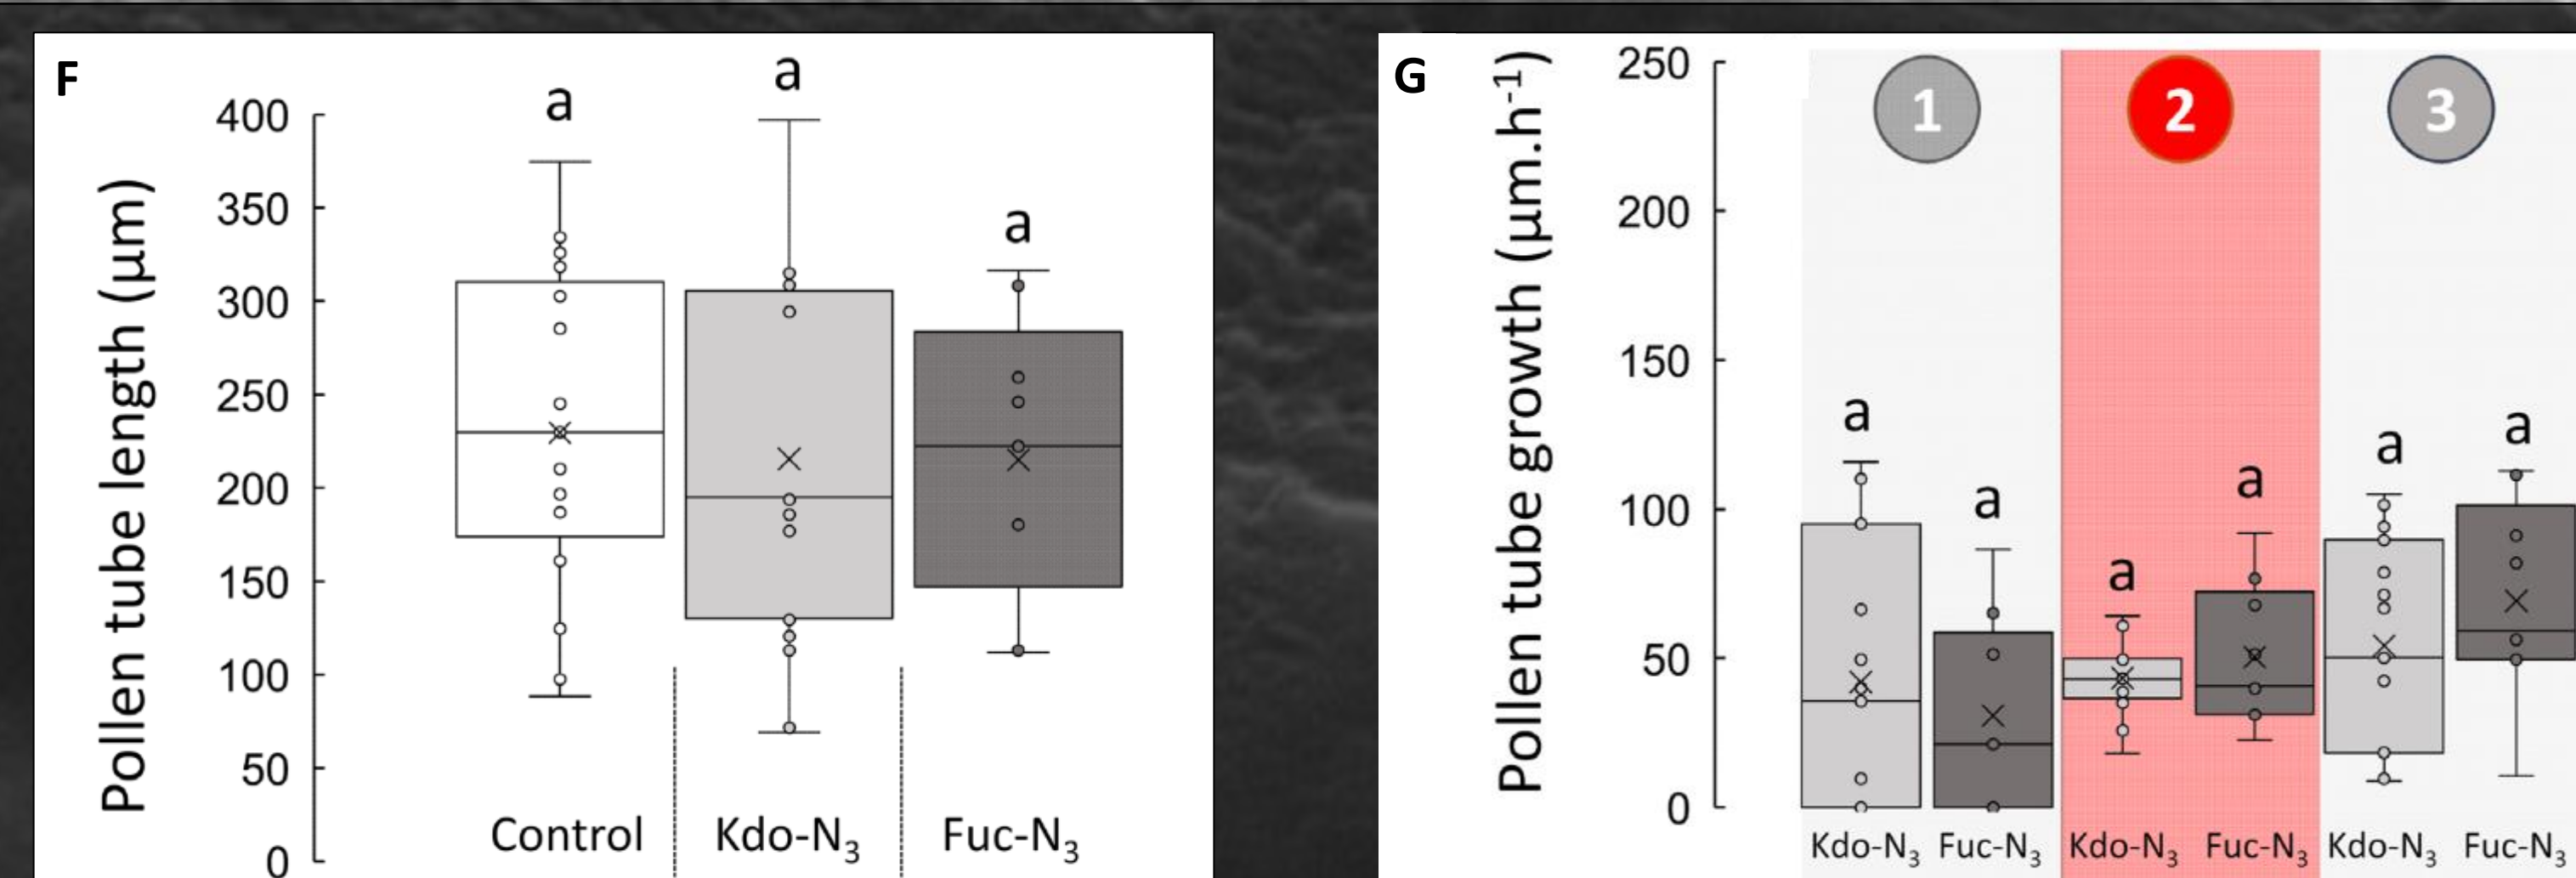 F
a
a
a
Pollen tube length (µm)
400
350
300
250
200
150
100
50
0
Control
Kdo-N₃
Fuc-N₃
G
Pollen tube growth (µm.h⁻¹)
250
200
150
100
50
0
1
2
3
a
a
a
a
a
a
Kdo-N₃ Fuc-N₃ Kdo-N₃ Fuc-N₃ Kdo-N₃ Fuc-N₃